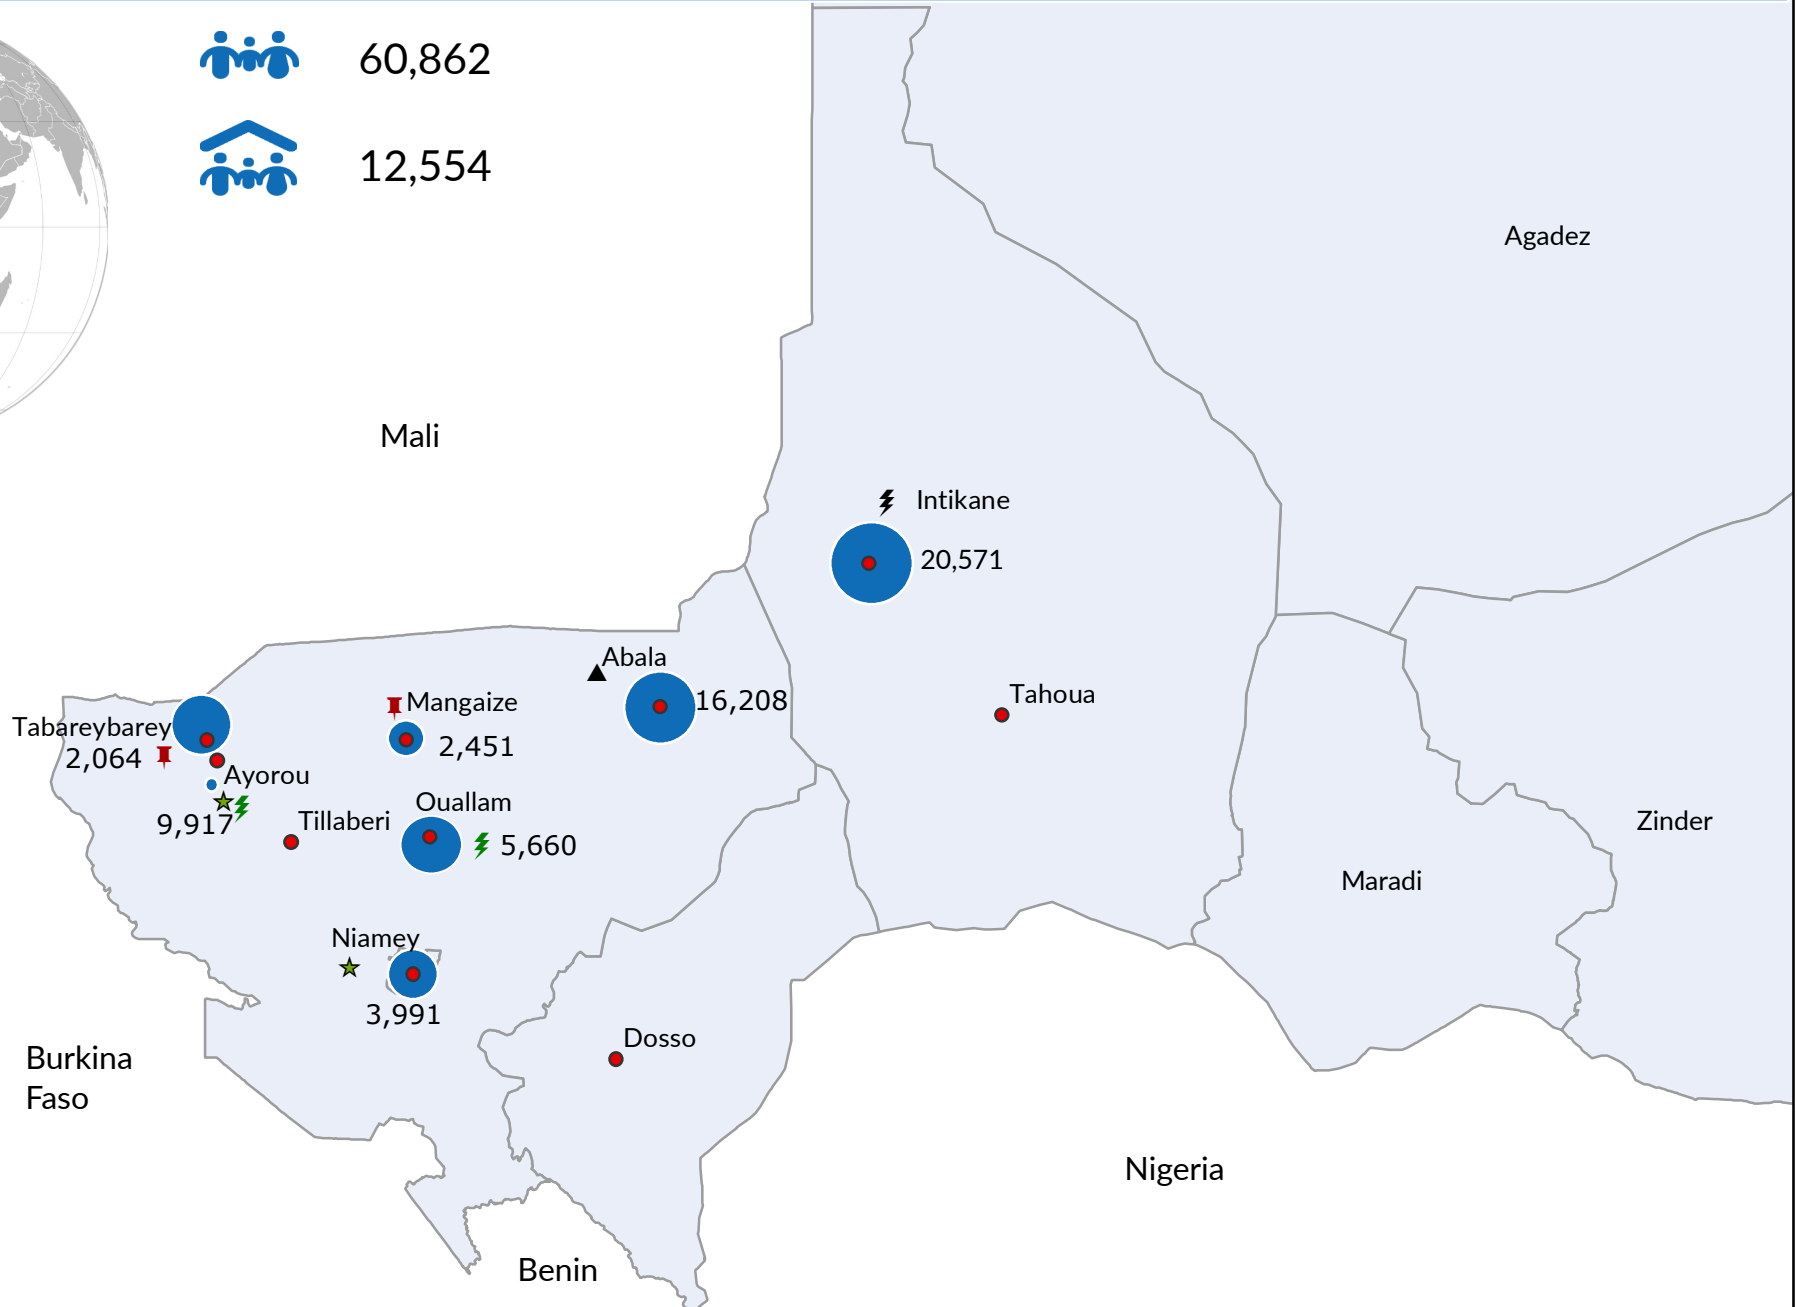 60,862
12,554
Agadez
Mali
Intikane
20,571
Abala
16,208
Tahoua
Mangaize
2,451
Tabareybarey
2,064
Ayorou
9,917
Tillaberi
Ouallam
5,660
Zinder
Maradi
Niamey
3,991
Dosso
Burkina
Faso
Nigeria
Benin